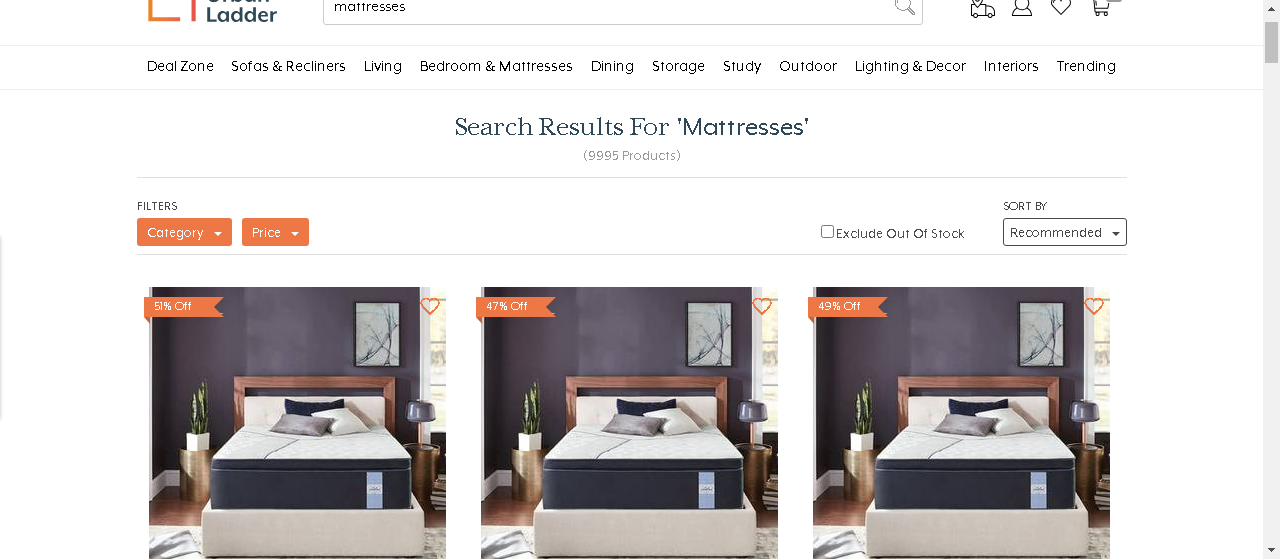 Urban
Ladder
mattresses
Deal Zone Sofas & Recliners Living Bedroom & Mattresses Dining Storage Study Outdoor Lighting & Decor Interiors Trending
Search Results For 'Mattresses'
(9995 Products)
FILTERS
SORT BY
Category
Price
Exclude Out Of Stock
Recommended
51% Off
47% Off
49% Off